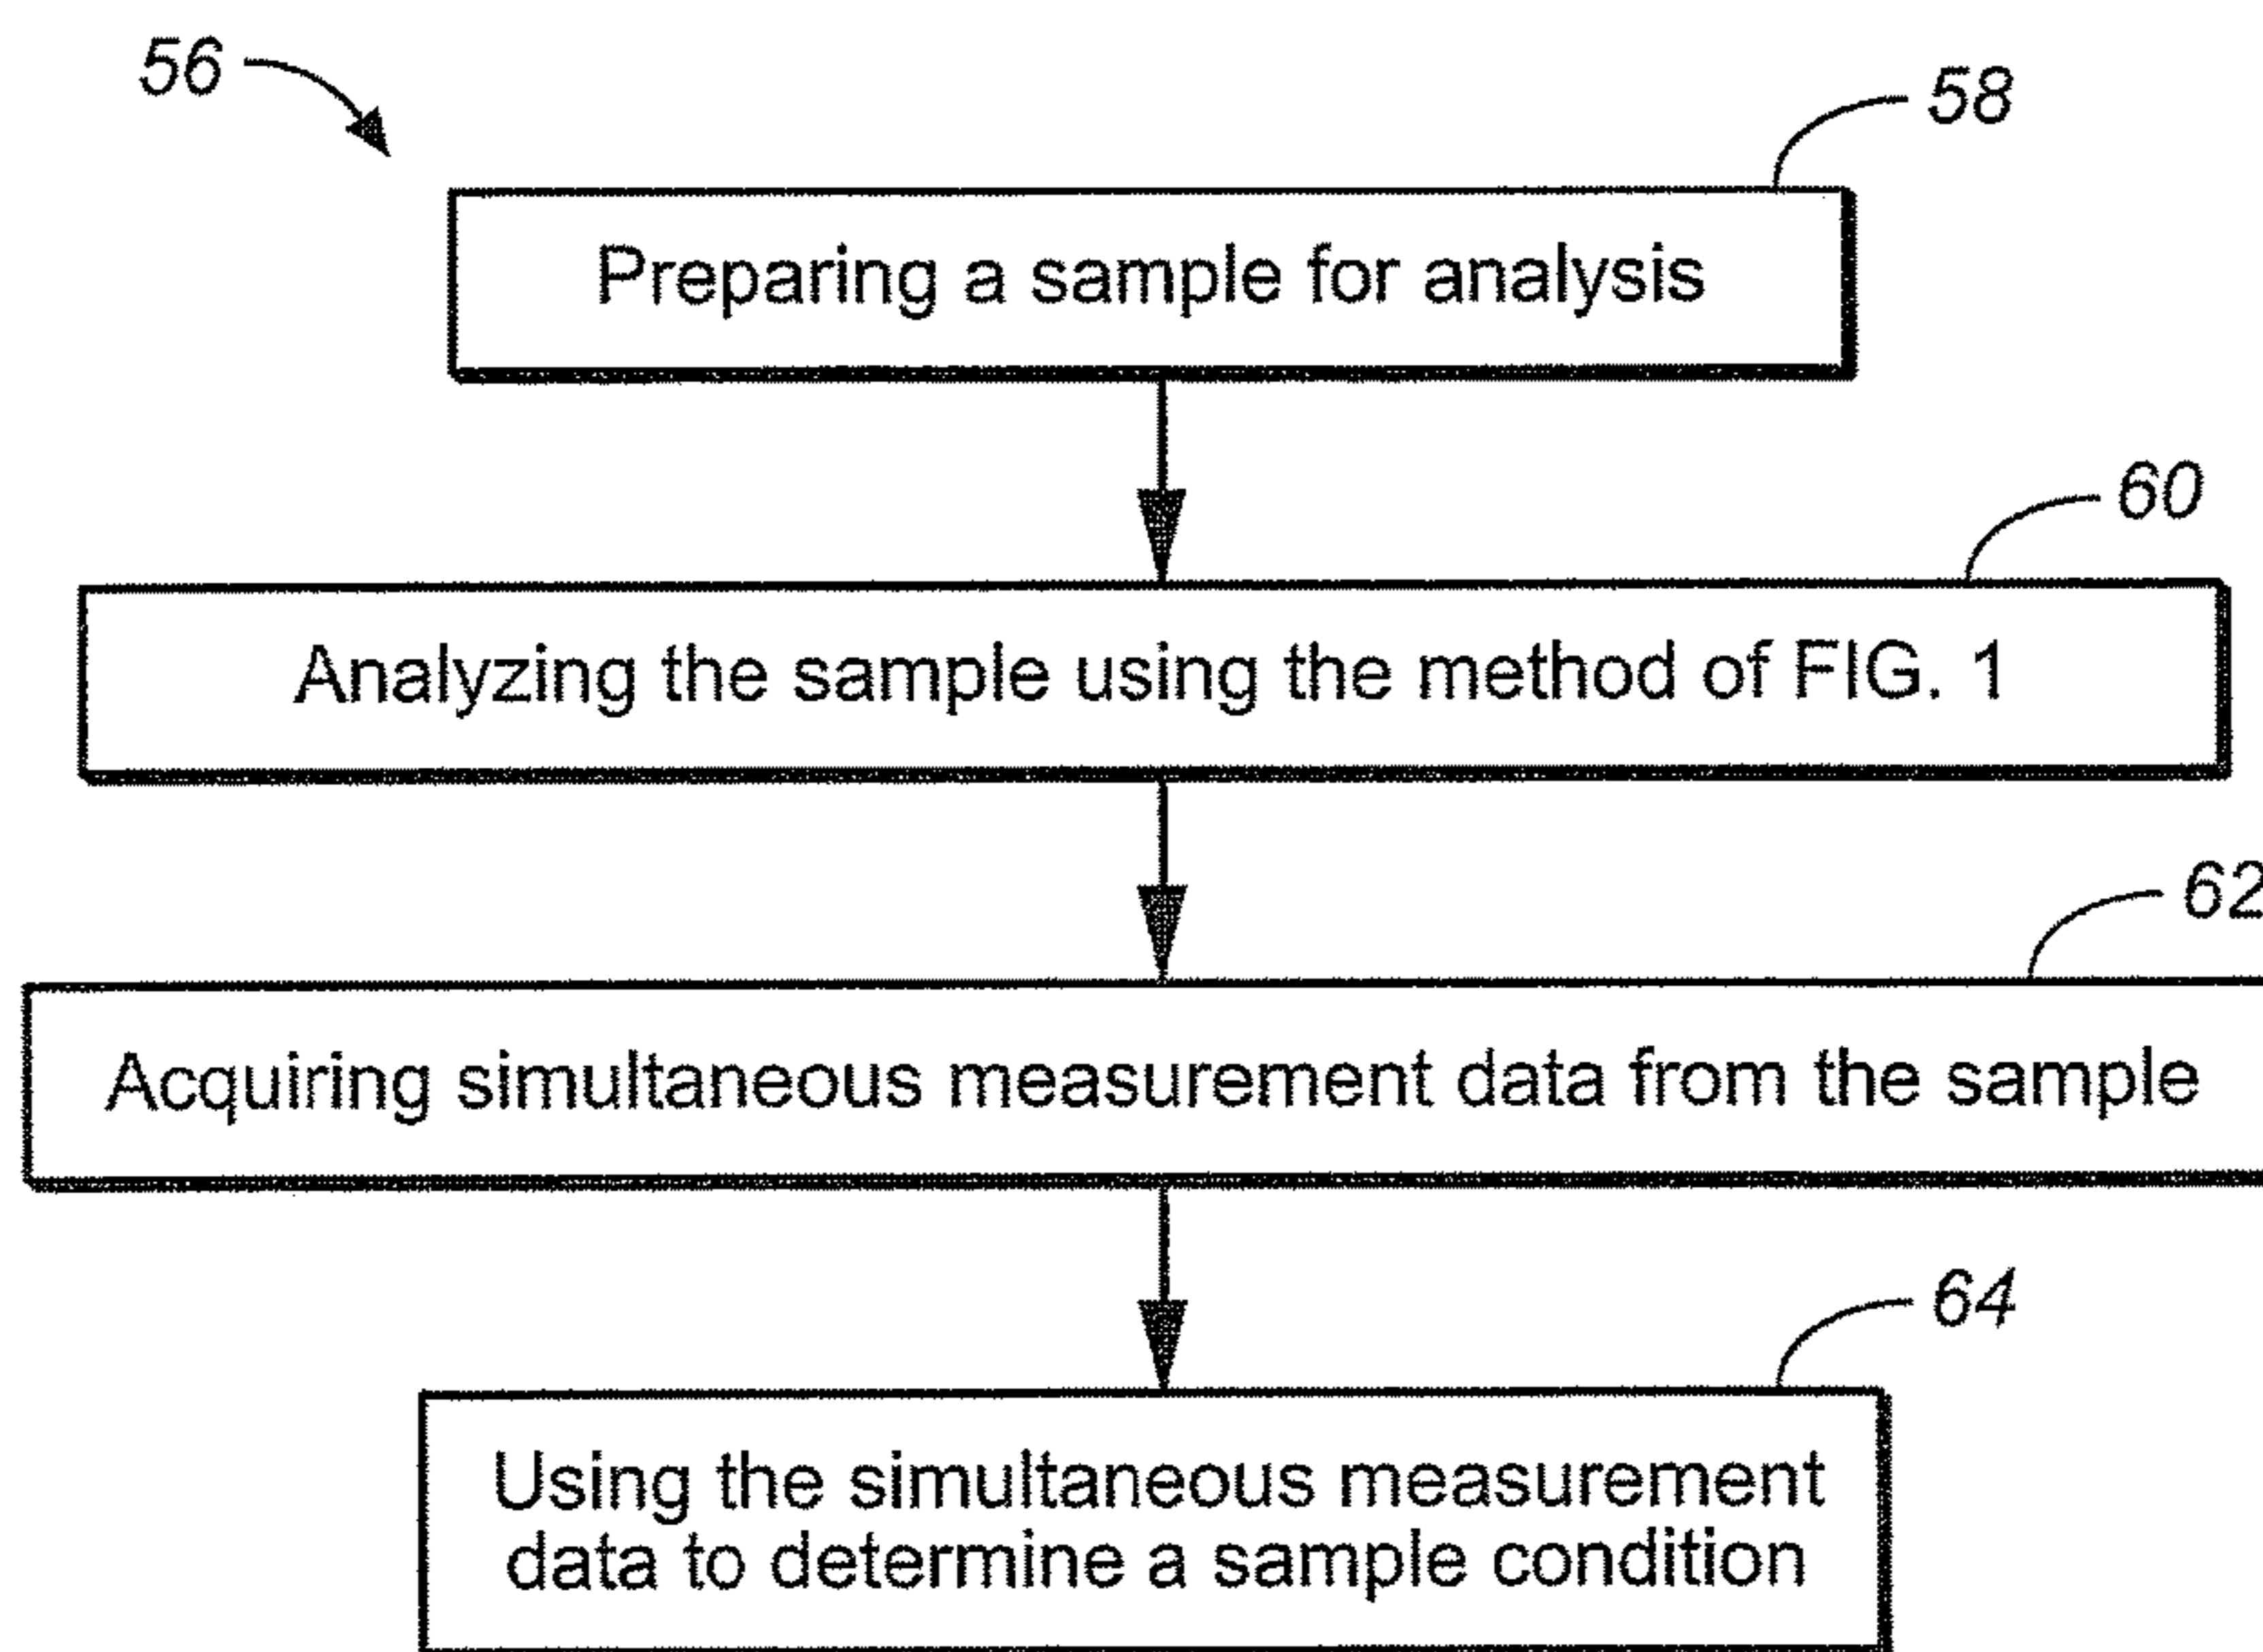 56
58
Preparing a sample for analysis
60
Analyzing the sample using the method of FIG. 1
62
Acquiring simultaneous measurement data from the sample
64
Using the simultaneous measurement
data to determine a sample condition